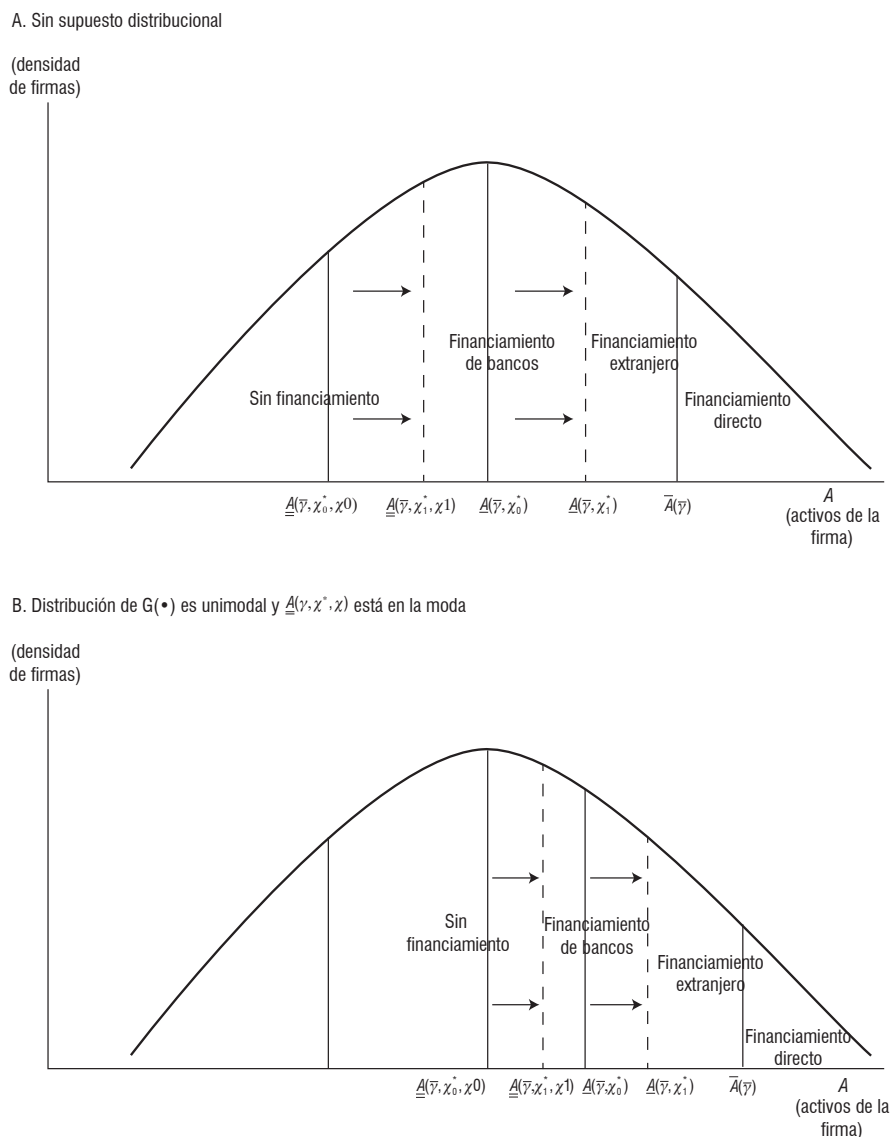 A. Sin supuesto distribucional
(densidad
de firmas)
Financiamiento
de bancos
Financiamiento
extranjero
Sin financiamiento
Financiamiento
directo
A̳(γ̅, χ₀*, χ0)
A̳(γ̅, χ₁*, χ1)
A̲(γ̅, χ₀*)
A̲(γ̅, χ₁*)
A̅(γ̅)
A
(activos de la
firma)
B. Distribución de G(•) es unimodal y A̳(γ, χ*, χ) está en la moda
(densidad
de firmas)
Sin
financiamiento
Financiamiento
de bancos
Financiamiento
extranjero
Financiamiento
directo
A̳(γ̅, χ₀*, χ0)
A̳(γ̅,χ₁*, χ1)
A̲(γ̅,χ₀*)
A̲(γ̅, χ₁*)
A̅(γ̅)
A
(activos de la
firma)